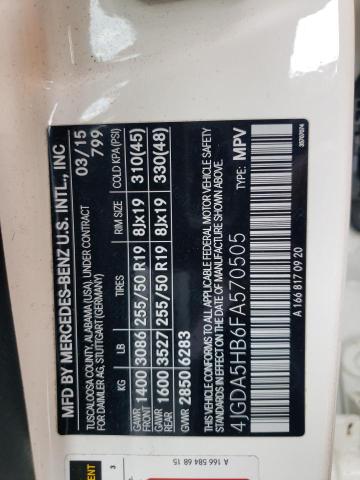 MFD BY MERCEDES-BENZ U.S. INTL., INC 03/15
TUSCALOOSA COUNTY, ALABAMA (USA), UNDER CONTRACT 799
FOR DAIMLER AG, STUTTGART (GERMANY)
KG LB TIRES RIM SIZE COLD KPA (PSI)
GAWR FRONT 1400 3086 255/50 R19 8Jx19 310(45)
GAWR REAR 1600 3527 255/50 R19 8Jx19 330(48)
GVWR 2850 6283
THIS VEHICLE CONFORMS TO ALL APPLICABLE FEDERAL MOTOR VEHICLE SAFETY
STANDARDS IN EFFECT ON THE DATE OF MANUFACTURE SHOWN ABOVE
4JGDA5HB6FA570505 TYPE: MPV
A 166 817 09 20
A 166 584 68 15
3